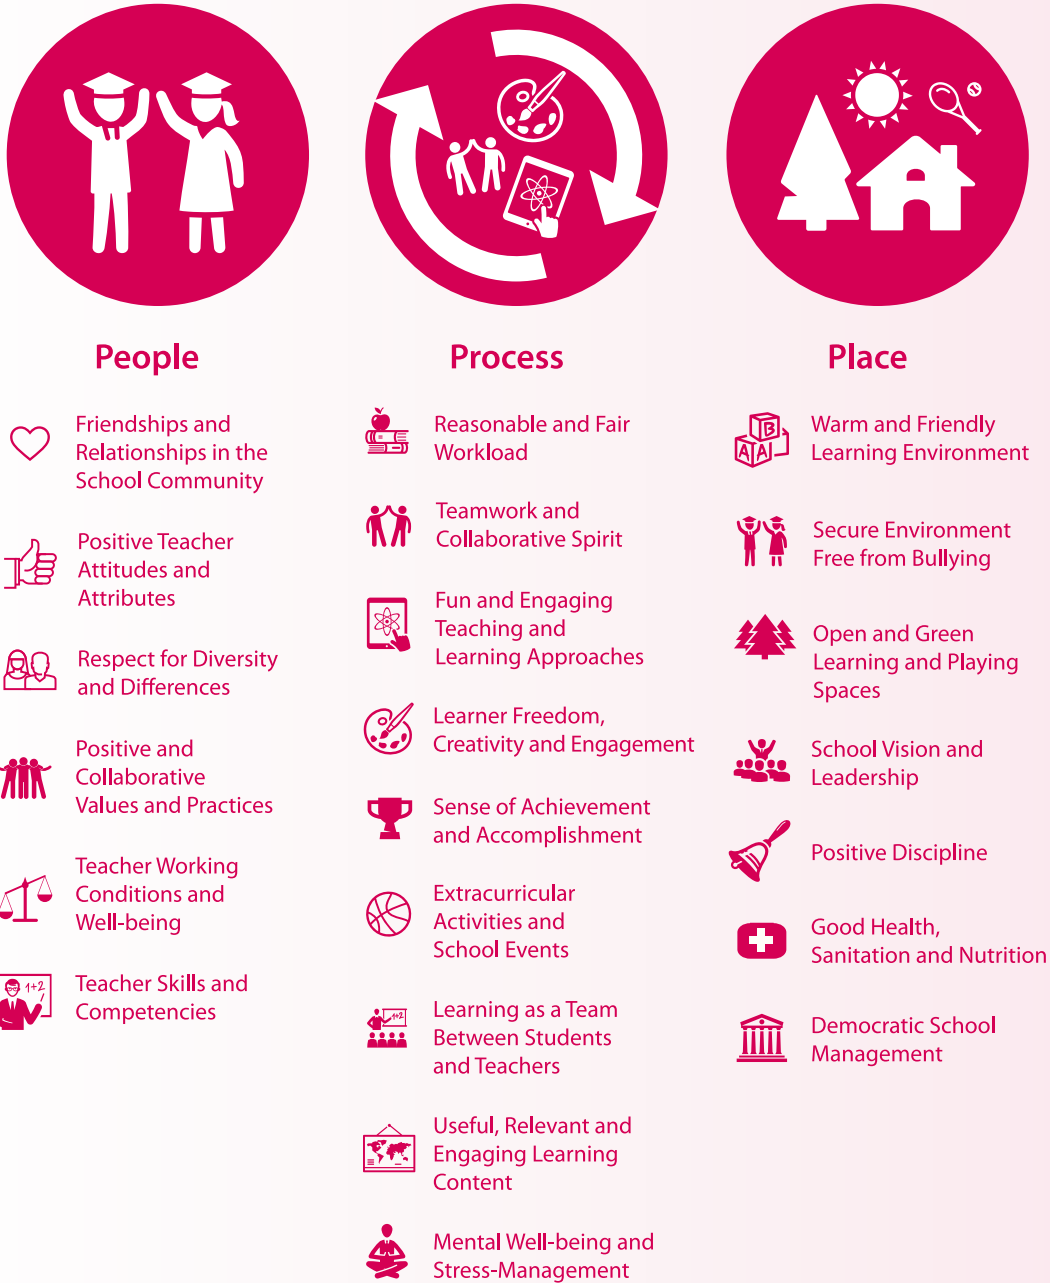 People
Friendships and
Relationships in the
School Community
Positive Teacher
Attitudes and
Attributes
Respect for Diversity
and Differences
Positive and
Collaborative
Values and Practices
Teacher Working
Conditions and
Well-being
1+2
Teacher Skills and
Competencies
Process
Reasonable and Fair
Workload
Teamwork and
Collaborative Spirit
Fun and Engaging
Teaching and
Learning Approaches
Learner Freedom,
Creativity and Engagement
Sense of Achievement
and Accomplishment
Extracurricular
Activities and
School Events
1+2
Learning as a Team
Between Students
and Teachers
Useful, Relevant and
Engaging Learning
Content
Mental Well-being and
Stress-Management
Place
B
A A
Warm and Friendly
Learning Environment
Secure Environment
Free from Bullying
Open and Green
Learning and Playing
Spaces
School Vision and
Leadership
Positive Discipline
Good Health,
Sanitation and Nutrition
Democratic School
Management